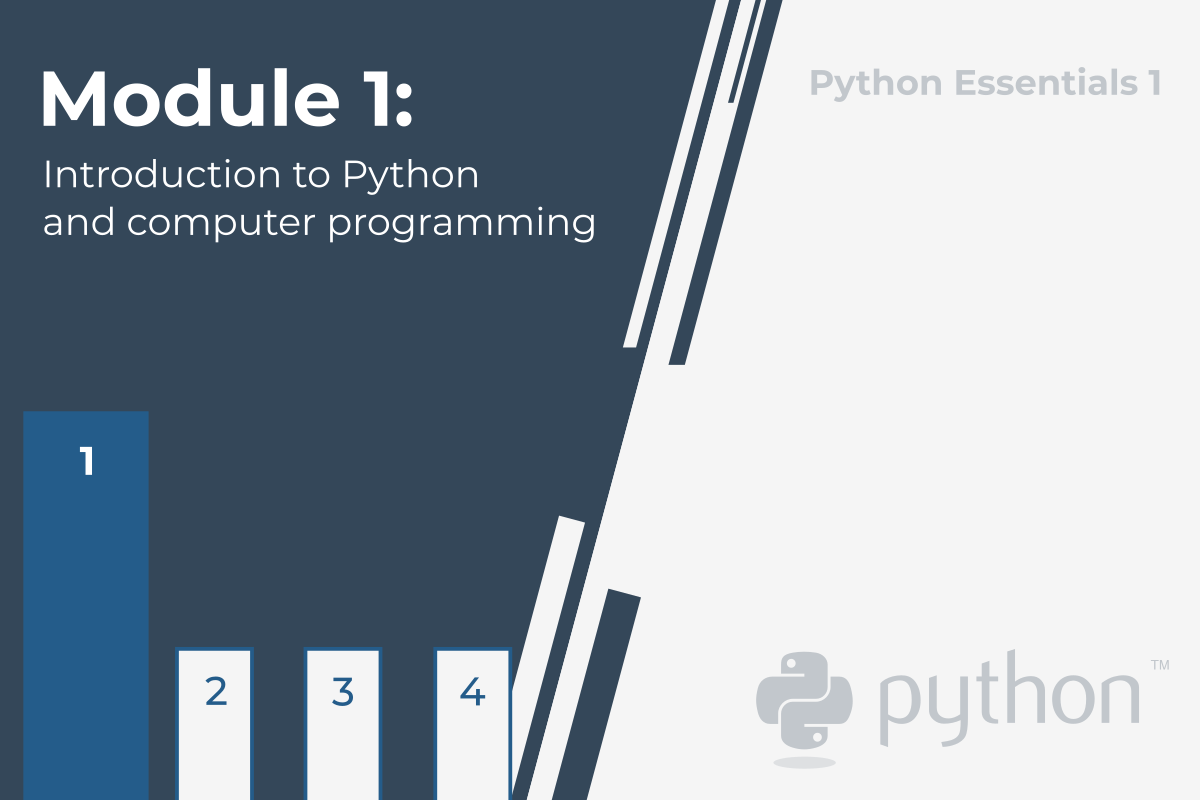 Module 1:
Introduction to Python
and computer programming
Python Essentials 1
1
2
3
4
python
TM